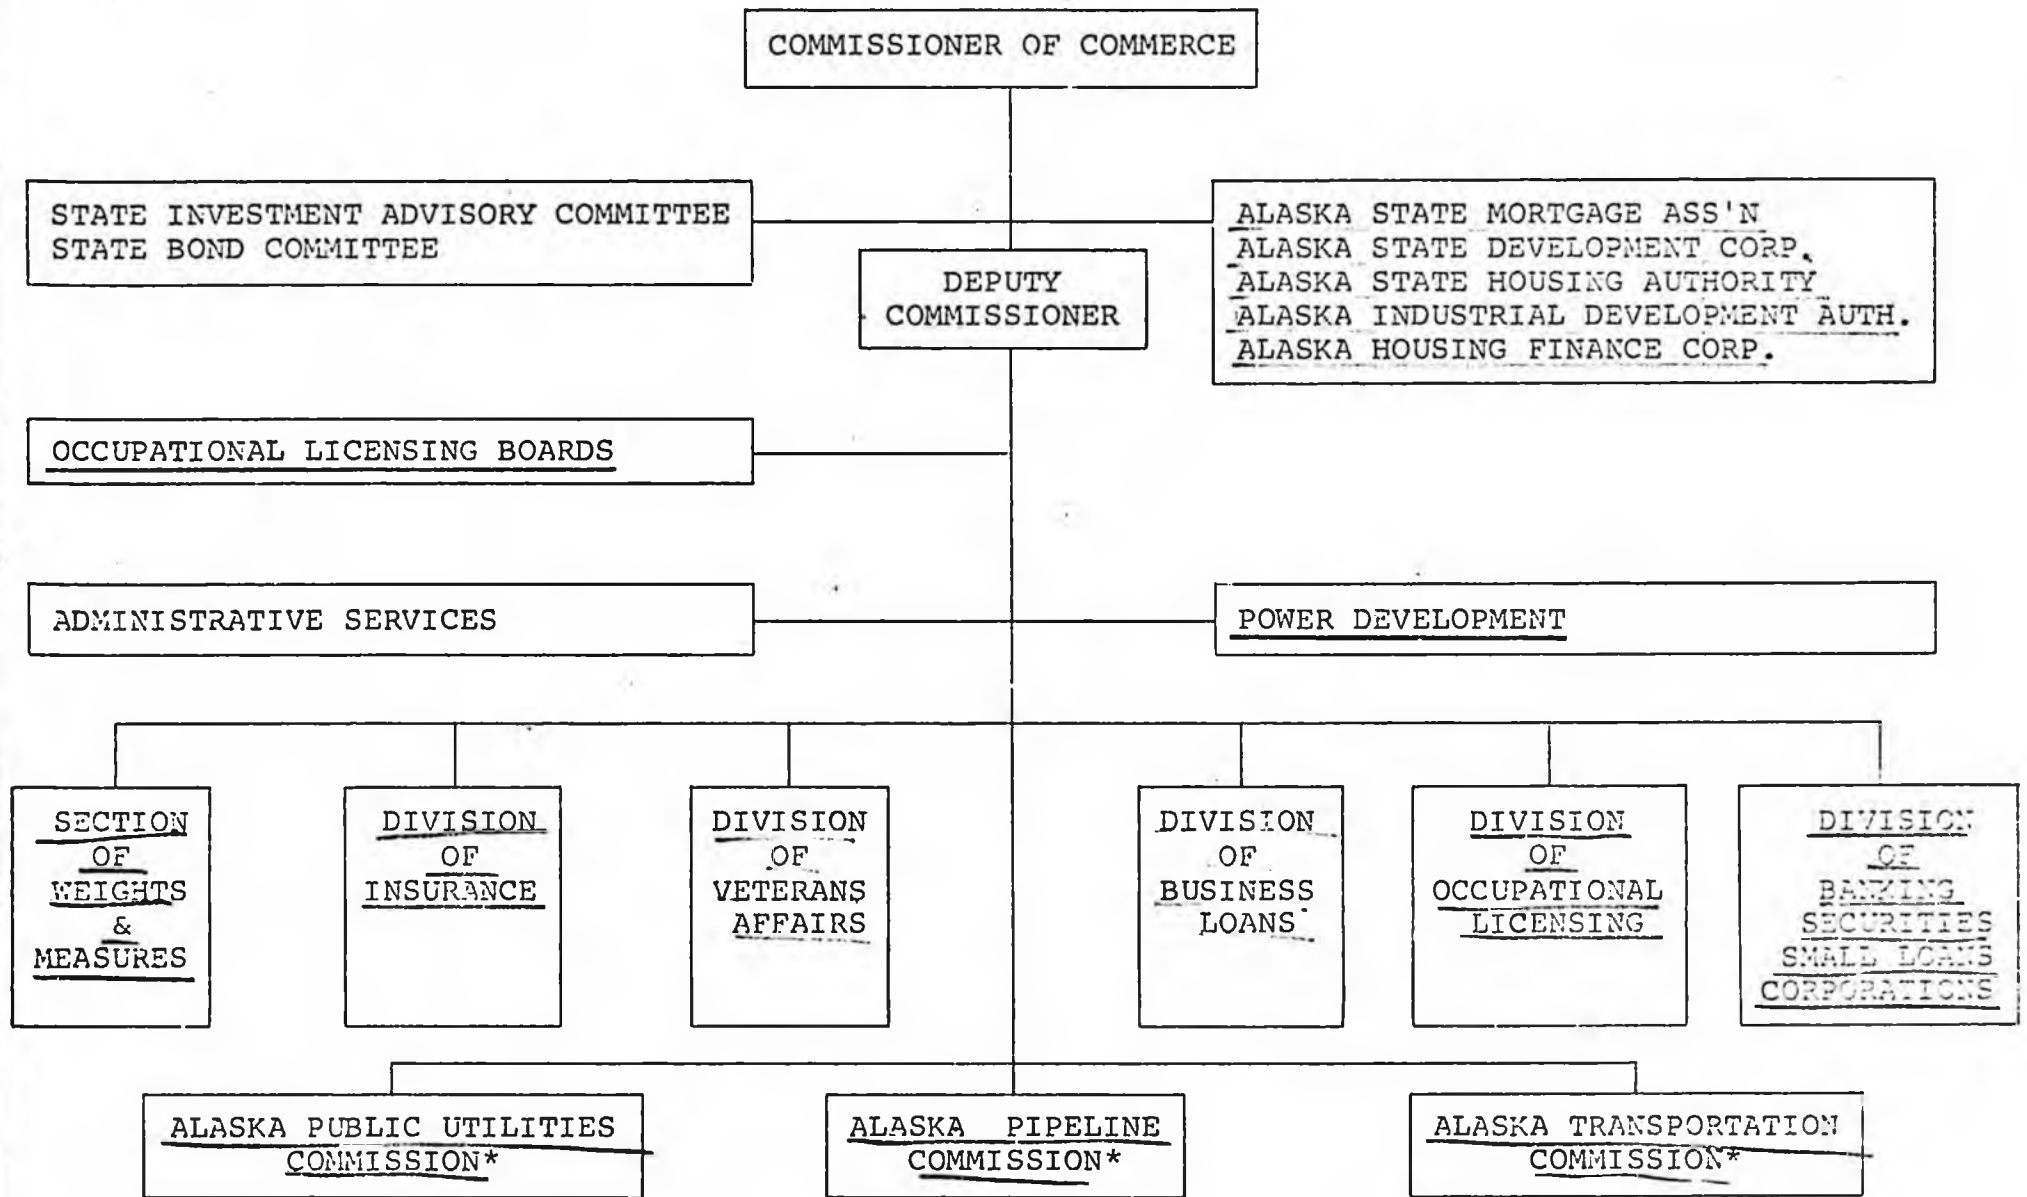 COMMISSIONER OF COMMERCE
STATE INVESTMENT ADVISORY COMMITTEE
STATE BOND COMMITTEE
ALASKA STATE MORTGAGE ASS'N
ALASKA STATE DEVELOPMENT CORP.
ALASKA STATE HOUSING AUTHORITY
ALASKA INDUSTRIAL DEVELOPMENT AUTH.
ALASKA HOUSING FINANCE CORP.
DEPUTY
COMMISSIONER
OCCUPATIONAL LICENSING BOARDS
ADMINISTRATIVE SERVICES
POWER DEVELOPMENT
SECTION
OF
WEIGHTS
&
MEASURES
DIVISION
OF
INSURANCE
DIVISION
OF
VETERANS
AFFAIRS
DIVISION
OF
BUSINESS
LOANS
DIVISION
OF
OCCUPATIONAL
LICENSING
DIVISION
OF
BANKING
SECURITIES
SMALL LOANS
CORPORATIONS
ALASKA PUBLIC UTILITIES
COMMISSION*
ALASKA PIPELINE
COMMISSION*
ALASKA TRANSPORTATION
COMMISSION*